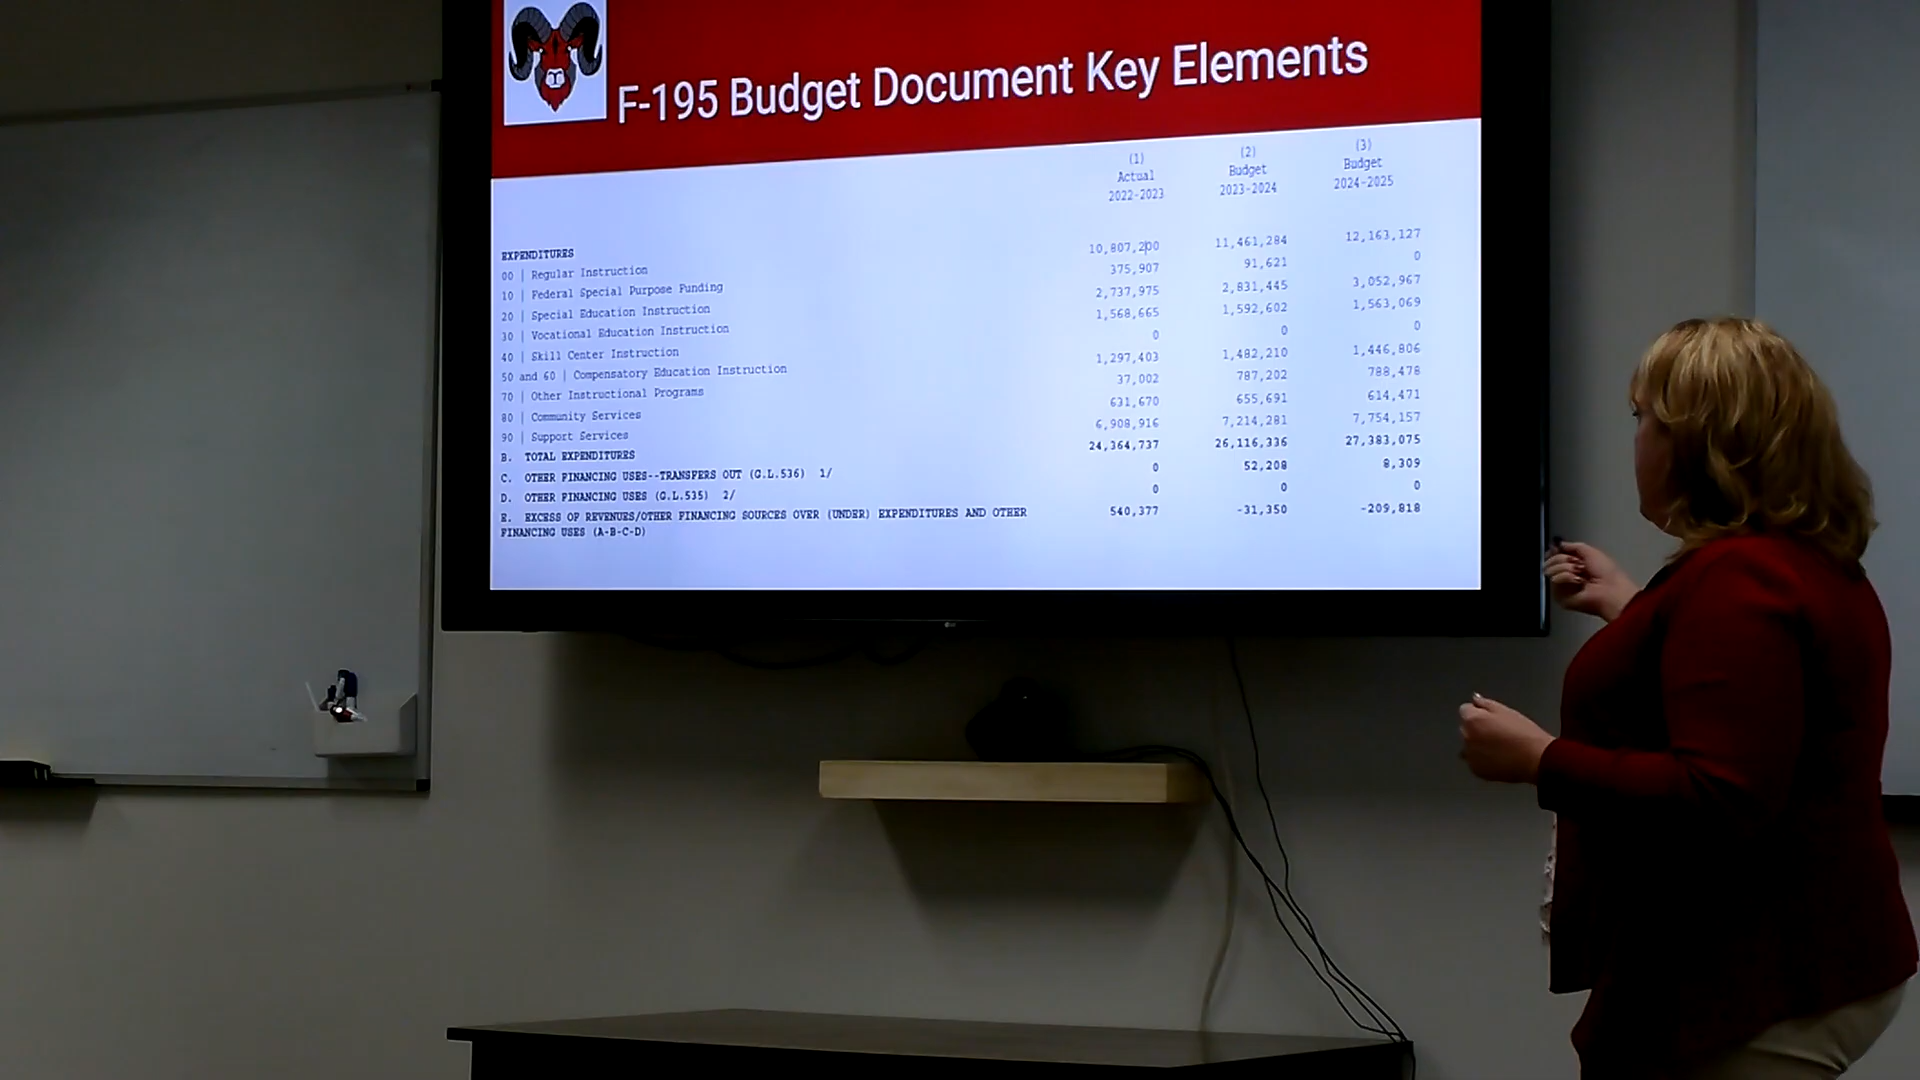 F-195 Budget Document Key Elements
(1) (2) (3)
Actual Budget Budget
2022-2023 2023-2024 2024-2025
EXPENDITURES
00 | Regular Instruction 10,807,200 11,461,284 12,163,127
10 | Federal Special Purpose Funding 375,907 91,621 0
20 | Special Education Instruction 2,737,975 2,831,445 3,052,967
30 | Vocational Education Instruction 1,568,665 1,592,602 1,563,069
40 | Skill Center Instruction 0 0 0
50 and 60 | Compensatory Education Instruction 1,297,403 1,482,210 1,446,806
70 | Other Instructional Programs 37,002 787,202 788,478
80 | Community Services 631,670 655,691 614,471
90 | Support Services 6,908,916 7,214,281 7,754,157
B. TOTAL EXPENDITURES 24,364,737 26,116,336 27,383,075
C. OTHER FINANCING USES--TRANSFERS OUT (G.L.536) 1/ 0 52,208 8,309
D. OTHER FINANCING USES (G.L.535) 2/ 0 0 0
E. EXCESS OF REVENUES/OTHER FINANCING SOURCES OVER (UNDER) EXPENDITURES AND OTHER 540,377 -31,350 -209,818
FINANCING USES (A-B-C-D)
LG